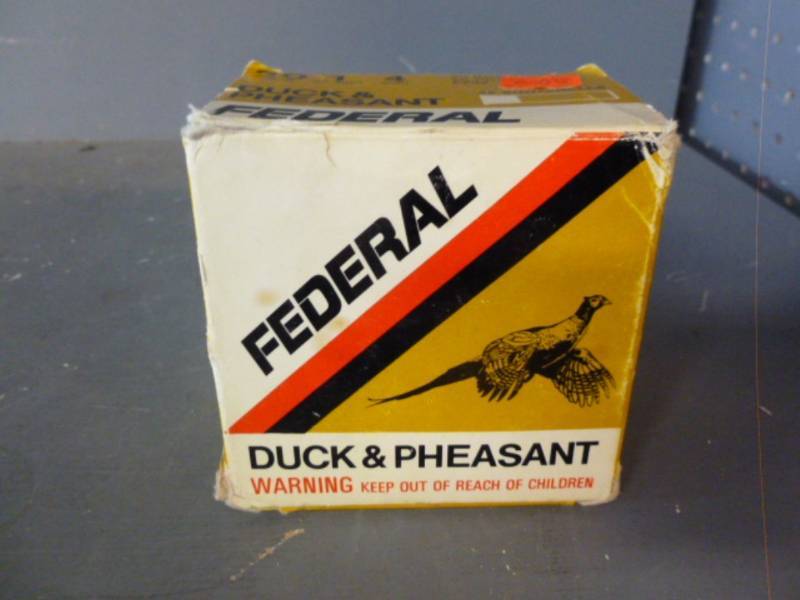 DUCK &
PHEASANT
FEDERAL
FEDERAL
DUCK & PHEASANT
WARNING KEEP OUT OF REACH OF CHILDREN